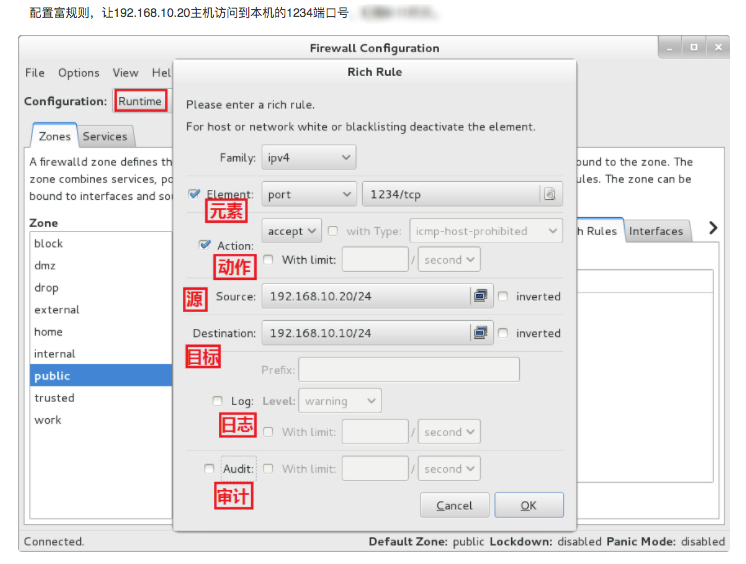 配置富规则，让192.168.10.20主机访问到本机的1234端口号
Firewall Configuration
File Options View Hel
Rich Rule
Configuration: Runtime
Please enter a rich rule.
For host or network white or blacklisting deactivate the element.
Zones Services
Family: ipv4
A firewalld zone defines th
ound to the zone. The
zone combines services, po
ules. The zone can be
bound to interfaces and so
Element: port 1234/tcp
元素
Zone
block
dmz
drop
external
home
internal
public
trusted
work
accept with Type: icmp-host-prohibited
Action:
动作
With limit: / second
h Rules Interfaces
源
Source: 192.168.10.20/24 inverted
Destination: 192.168.10.10/24 inverted
目标
Prefix:
Log: Level: warning
日志
With limit: / second
Audit: With limit: / second
审计
Cancel OK
Connected.
Default Zone: public Lockdown: disabled Panic Mode: disabled